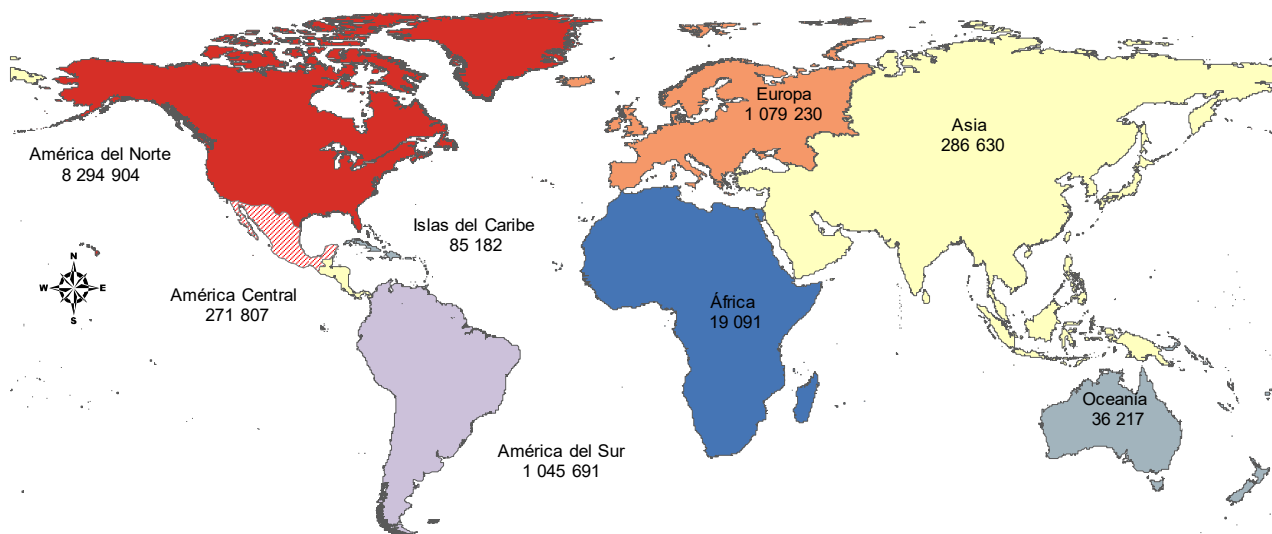 Europa
1 079 230
Asia
286 630
América del Norte
8 294 904
Islas del Caribe
85 182
N
W E
S
América Central
271 807
África
19 091
Oceanía
36 217
América del Sur
1 045 691